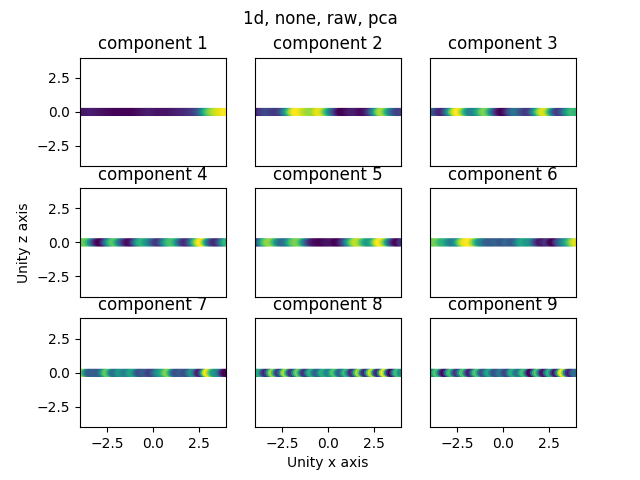 1d, none, raw, pca
component 1
component 2
component 3
2.5
0.0
−2.5
component 4
component 5
component 6
2.5
0.0
−2.5
Unity z axis
component 7
component 8
component 9
2.5
0.0
−2.5
−2.5 0.0 2.5
−2.5 0.0 2.5
−2.5 0.0 2.5
Unity x axis